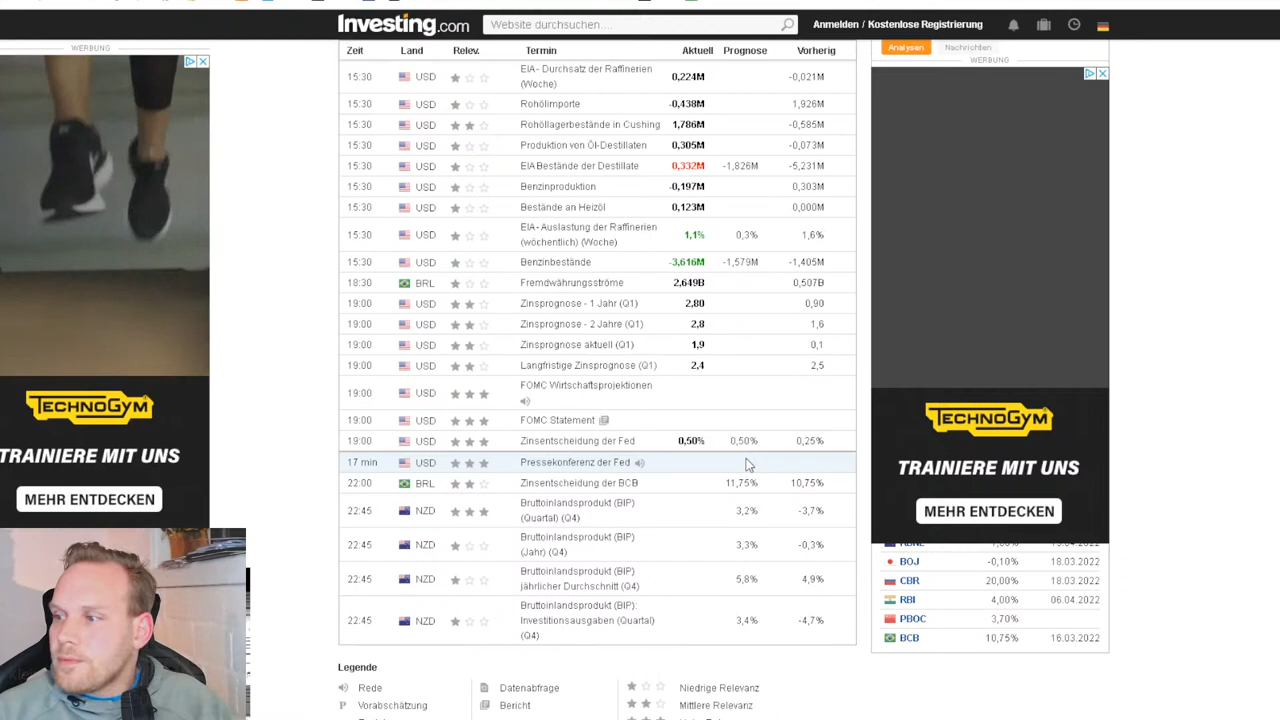 Investing.com
Website durchsuchen...
Anmelden / Kostenlose Registrierung
WERBUNG
TECHNOGYM
TRAINIERE MIT UNS
MEHR ENTDECKEN
Zeit Land Relev. Termin Aktuell Prognose Vorherig
15:30 USD EIA - Durchsatz der Raffinerien 0,224M -0,021M
(Woche)
15:30 USD Rohölimporte -0,438M 1,926M
15:30 USD Rohöllagerbestände in Cushing 1,786M -0,585M
15:30 USD Produktion von Öl-Destillaten 0,305M -0,073M
15:30 USD EIA Bestände der Destillate 0,332M -1,826M -5,231M
15:30 USD Benzinproduktion -0,197M 0,303M
15:30 USD Bestände an Heizöl 0,123M 0,000M
15:30 USD EIA - Auslastung der Raffinerien 1,1% 0,3% 1,6%
(wöchentlich) (Woche)
15:30 USD Benzinbestände -3,616M -1,579M -1,405M
18:30 BRL Fremdwährungsströme 2,649B 0,507B
19:00 USD Zinsprognose - 1 Jahr (Q1) 2,80 0,90
19:00 USD Zinsprognose - 2 Jahre (Q1) 2,8 1,6
19:00 USD Zinsprognose aktuell (Q1) 1,9 0,1
19:00 USD Langfristige Zinsprognose (Q1) 2,4 2,5
19:00 USD FOMC Wirtschaftsprojektionen
19:00 USD FOMC Statement
19:00 USD Zinsentscheidung der Fed 0,50% 0,50% 0,25%
17 min USD Pressekonferenz der Fed
22:00 BRL Zinsentscheidung der BCB 11,75% 10,75%
22:45 NZD Bruttoinlandsprodukt (BIP) 3,2% -3,7%
(Quartal) (Q4)
22:45 NZD Bruttoinlandsprodukt (BIP) 3,3% -0,3%
(Jahr) (Q4)
22:45 NZD Bruttoinlandsprodukt (BIP) 5,8% 4,9%
jährlicher Durchschnitt (Q4)
22:45 NZD Bruttoinlandsprodukt (BIP): 3,4% -4,7%
Investitionsausgaben (Quartal)
(Q4)
Legende
Rede Datenabfrage Niedrige Relevanz
P Vorabschätzung Bericht Mittlere Relevanz
Analysen Nachrichten
WERBUNG
TECHNOGYM
TRAINIERE MIT UNS
MEHR ENTDECKEN
BOJ -0,10% 18.03.2022
CBR 20,00% 18.03.2022
RBI 4,00% 06.04.2022
PBOC 3,70%
BCB 10,75% 16.03.2022